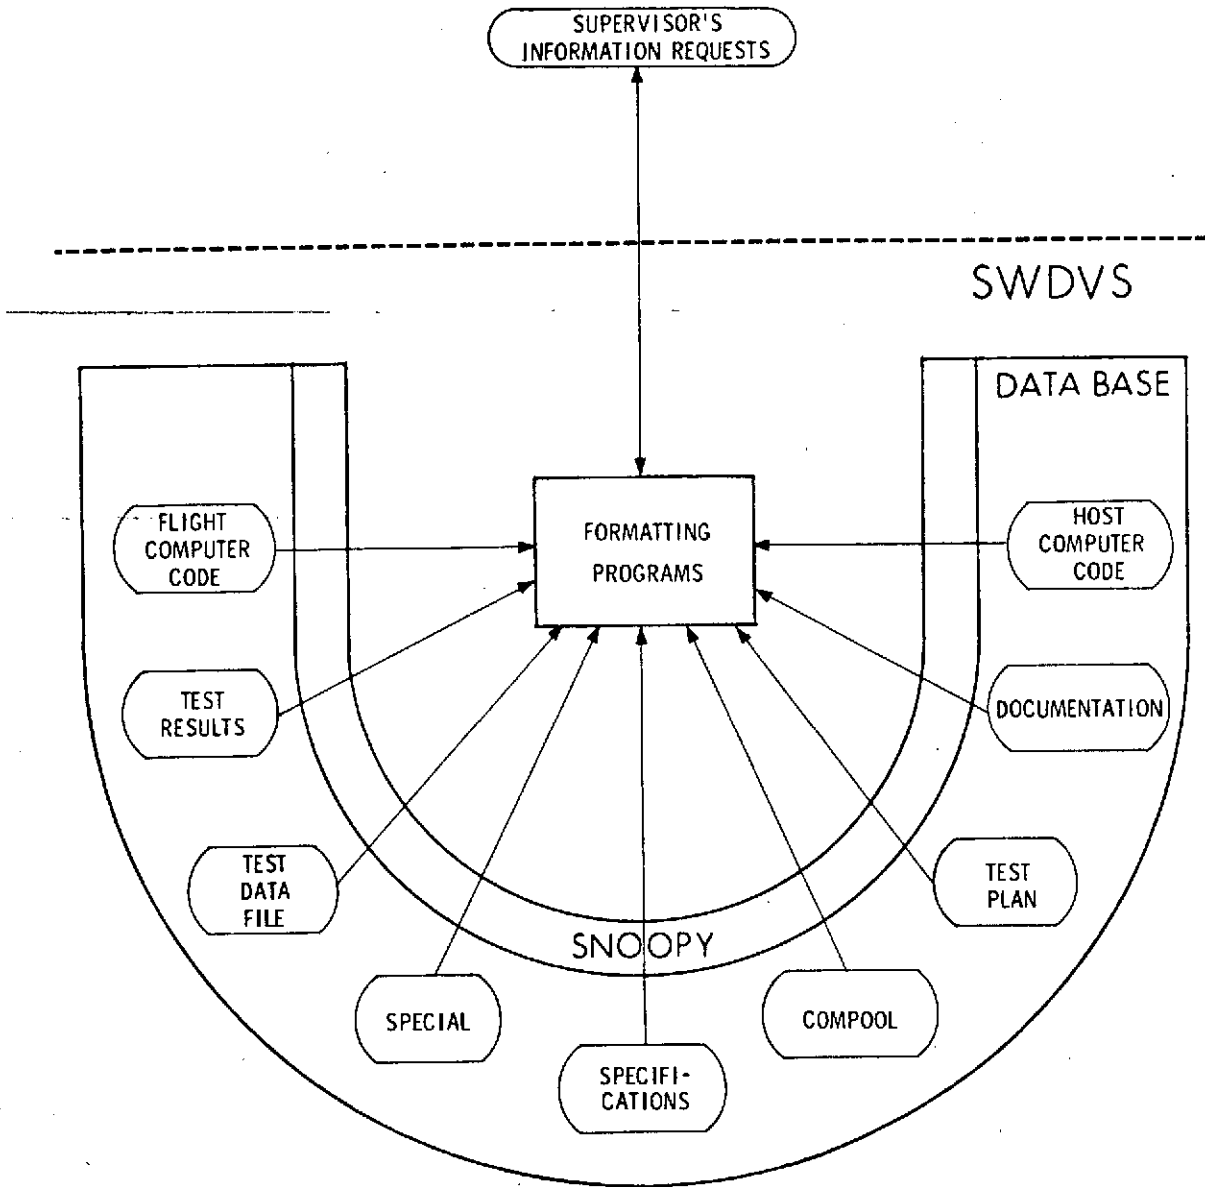 SUPERVISOR'S
INFORMATION REQUESTS
SWDVS
DATA BASE
FLIGHT
COMPUTER
CODE
FORMATTING
PROGRAMS
HOST
COMPUTER
CODE
TEST
RESULTS
DOCUMENTATION
TEST
DATA
FILE
TEST
PLAN
SNOOPY
SPECIAL
COMPOOL
SPECIFI-
CATIONS